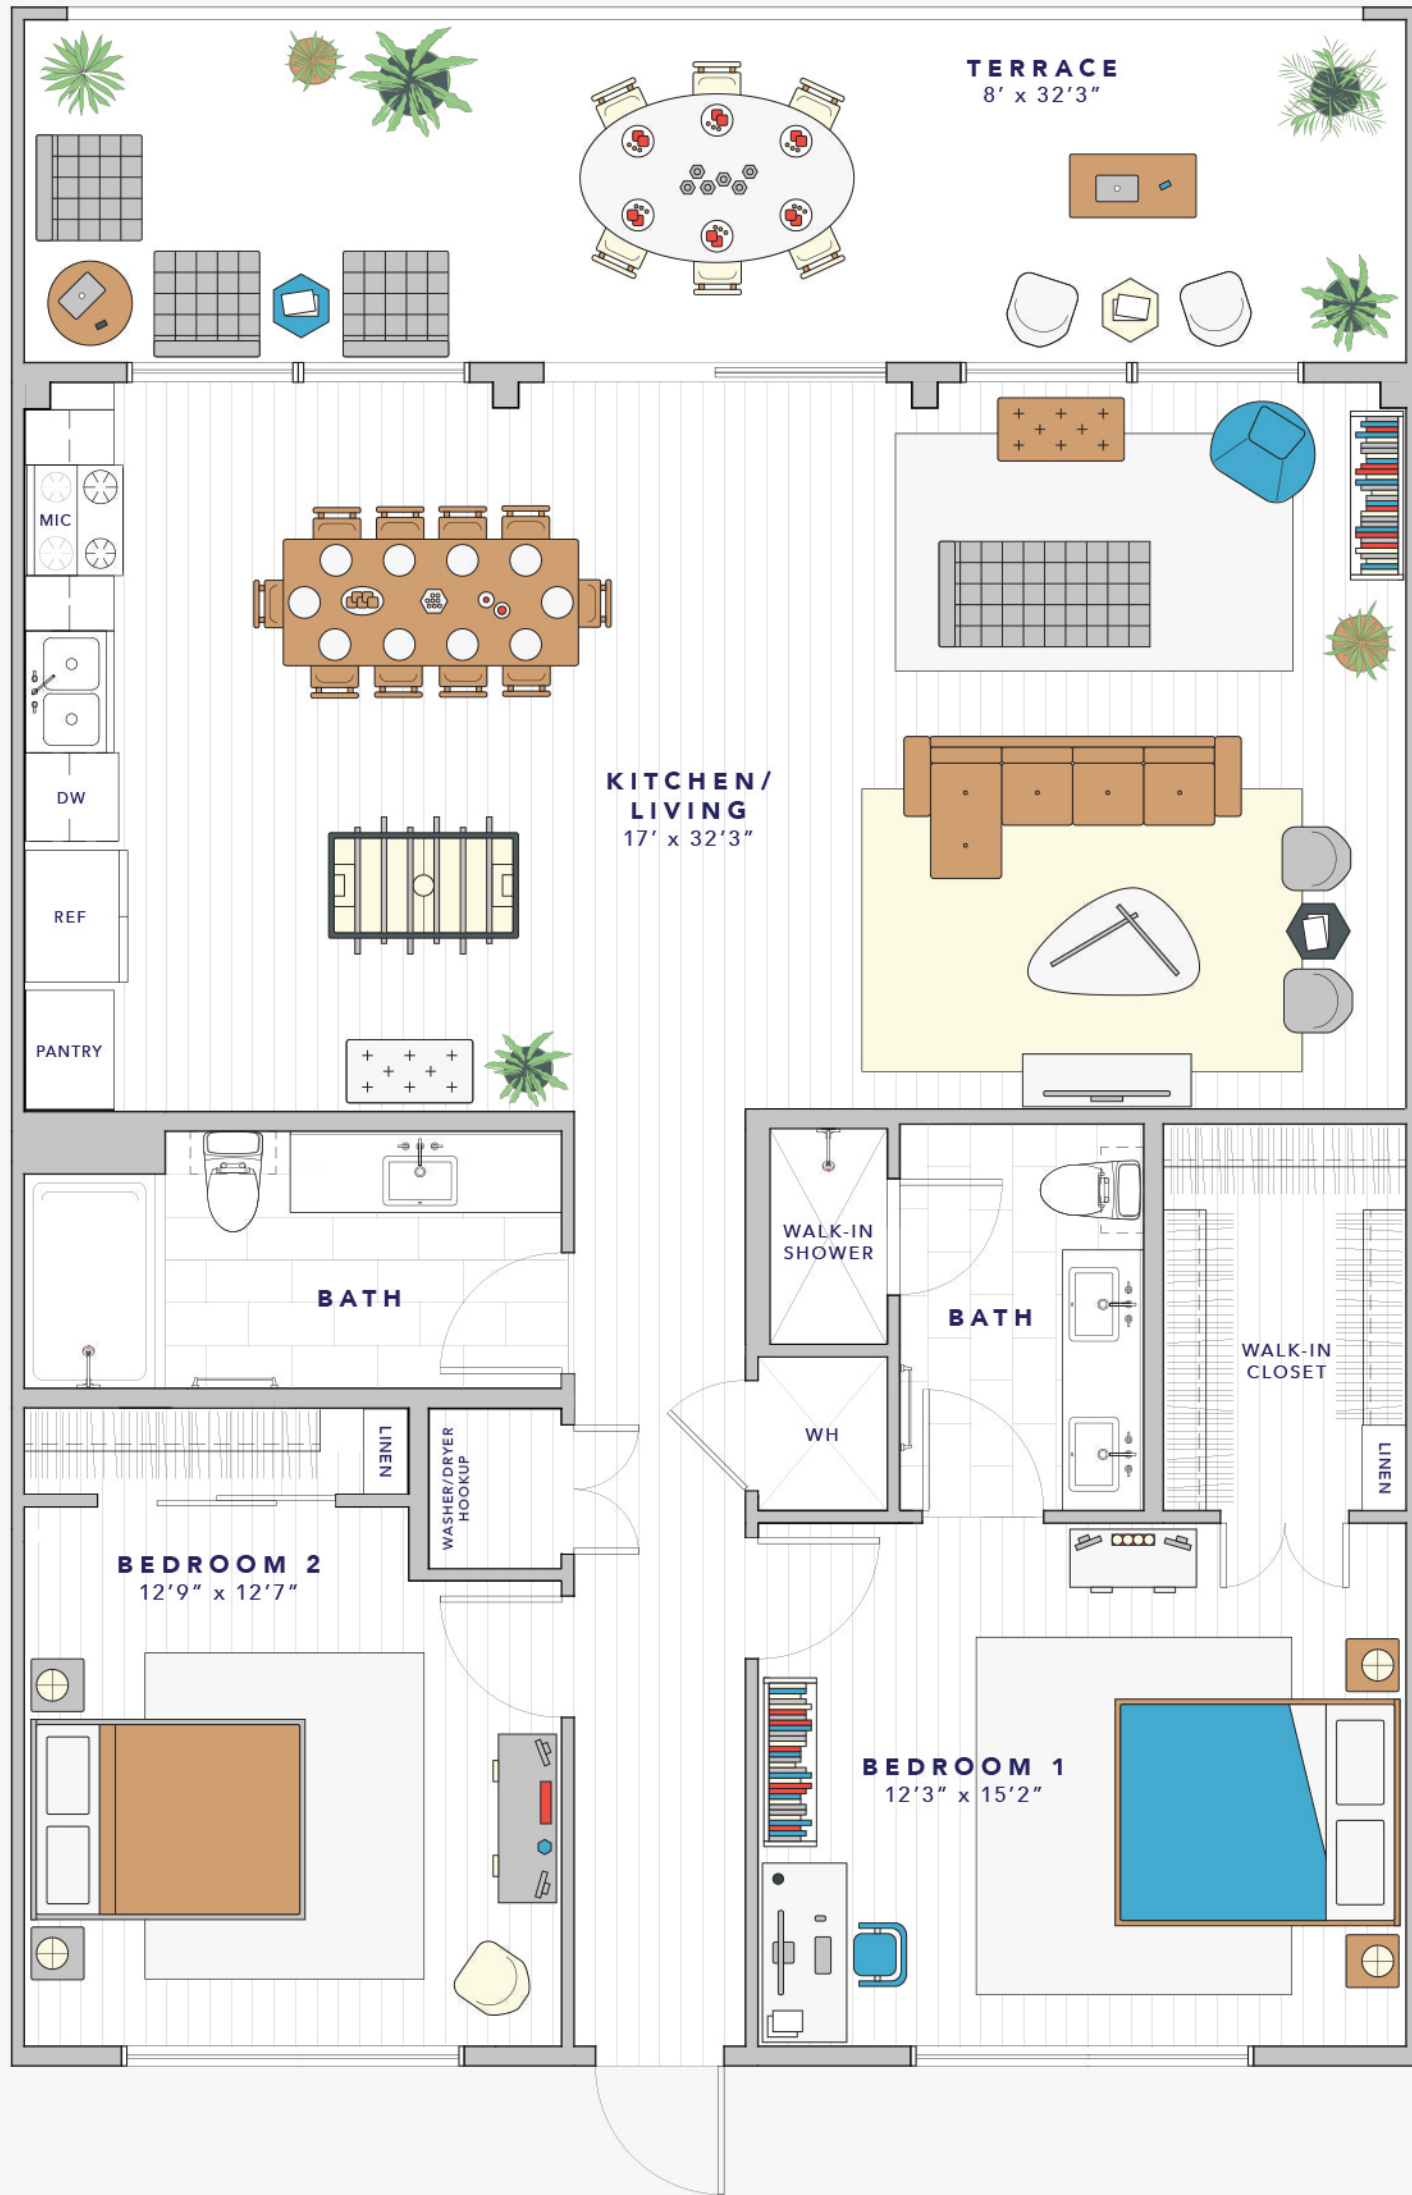 TERRACE
8’ x 32’3”
MIC
KITCHEN/
LIVING
17’ x 32’3”
DW
REF
PANTRY
WALK-IN
SHOWER
BATH
BATH
WALK-IN
CLOSET
WH
LINEN
WASHER/DRYER
HOOKUP
LINEN
BEDROOM 2
12’9” x 12’7”
BEDROOM 1
12’3” x 15’2”